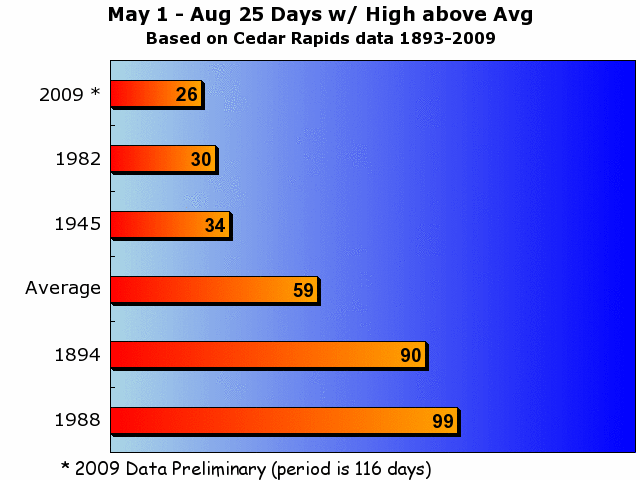 May 1 - Aug 25 Days w/ High above Avg
Based on Cedar Rapids data 1893-2009
2009 * 26
1982 30
1945 34
Average 59
1894 90
1988 99
* 2009 Data Preliminary (period is 116 days)